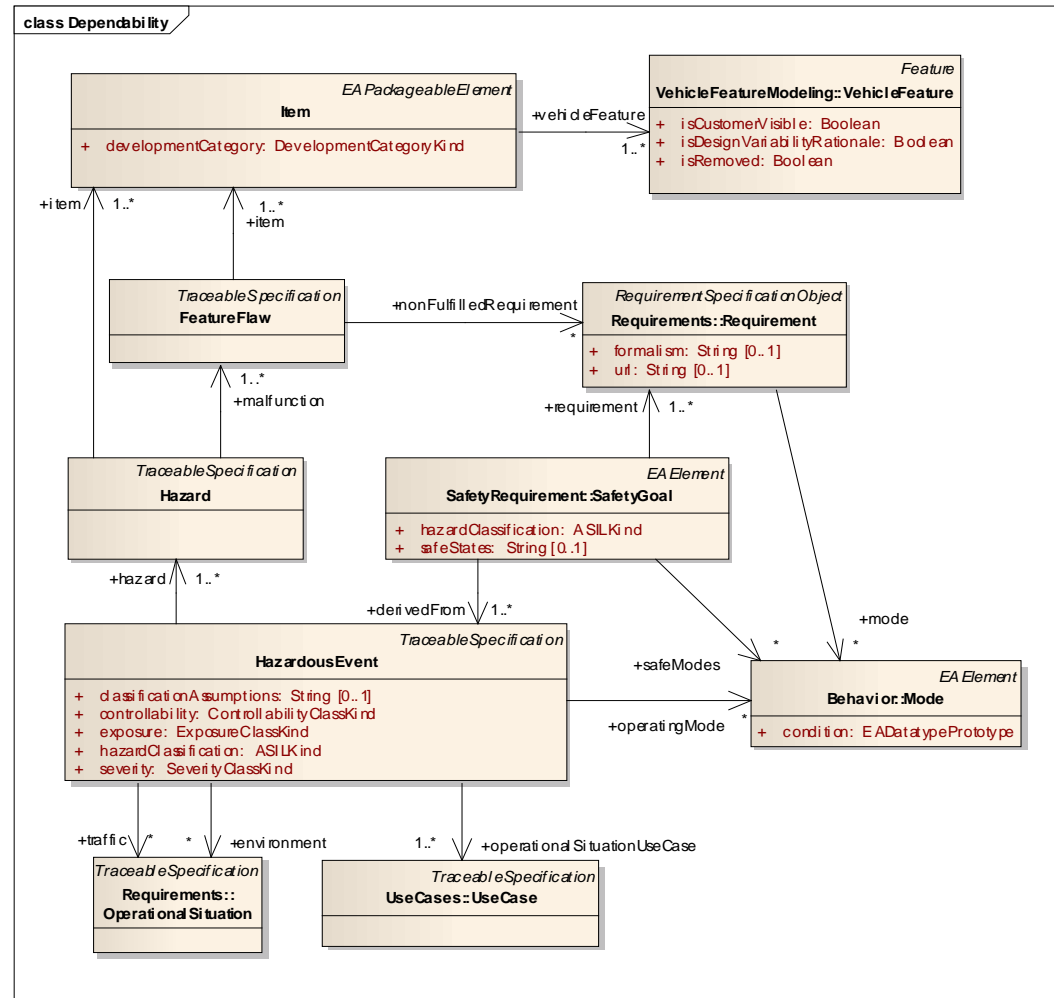 class Dependability
EAPackageableElement
Item
+ developmentCategory: DevelopmentCategoryKind
+vehicleFeature
1..*
Feature
VehicleFeatureModeling::VehicleFeature
+ isCustomerVisible: Boolean
+ isDesignVariabilityRationale: Boolean
+ isRemoved: Boolean
+item
1..*
1..*
+item
TraceableSpecification
FeatureFlaw
+nonFulfilledRequirement
*
RequirementSpecificationObject
Requirements::Requirement
+ formalism: String [0..1]
+ url: String [0..1]
1..*
+malfunction
+requirement
1..*
TraceableSpecification
Hazard
EAElement
SafetyRequirement::SafetyGoal
+ hazardClassification: ASILKind
+ safeStates: String [0..1]
+hazard
1..*
+derivedFrom
1..*
+mode
*
*
+safeModes
TraceableSpecification
HazardousEvent
+ classificationAssumptions: String [0..1]
+ controllability: ControllabilityClassKind
+ exposure: ExposureClassKind
+ hazardClassification: ASILKind
+ severity: SeverityClassKind
+operatingMode
*
EAElement
Behavior::Mode
+ condition: EADatatypePrototype
+traffic
*
*
+environment
1..*
+operationalSituationUseCase
TraceableSpecification
Requirements::
OperationalSituation
TraceableSpecification
UseCases::UseCase